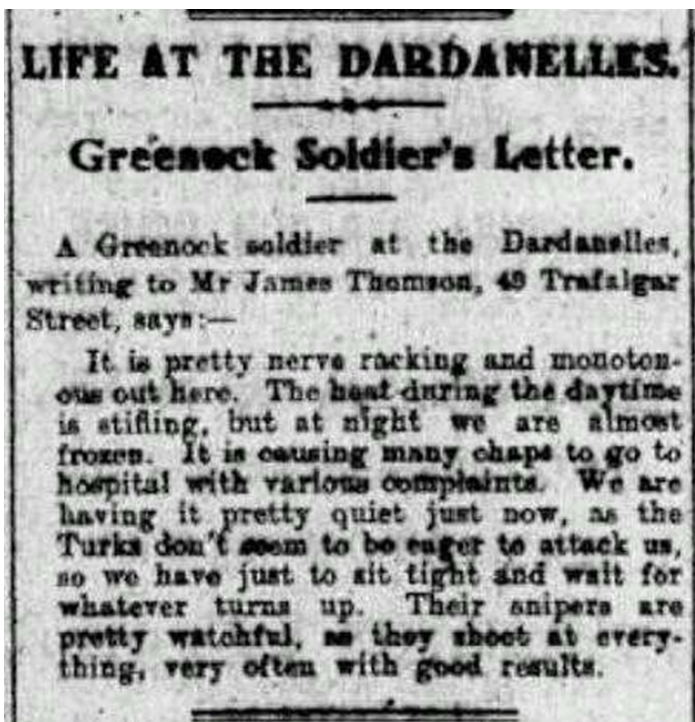 LIFE AT THE DARDANELLES.
Greenock Soldier's Letter.
A Greenock soldier at the Dardanelles,
writing to Mr James Thomson, 49 Trafalgar
Street, says:—
It is pretty nerve racking and monoton-
ous out here. The heat during the daytime
is stifling, but at night we are almost
frozen. It is causing many chaps to go to
hospital with various complaints. We are
having it pretty quiet just now, as the
Turks don't seem to be eager to attack us,
so we have just to sit tight and wait for
whatever turns up. Their snipers are
pretty watchful, as they shoot at every-
thing, very often with good results.